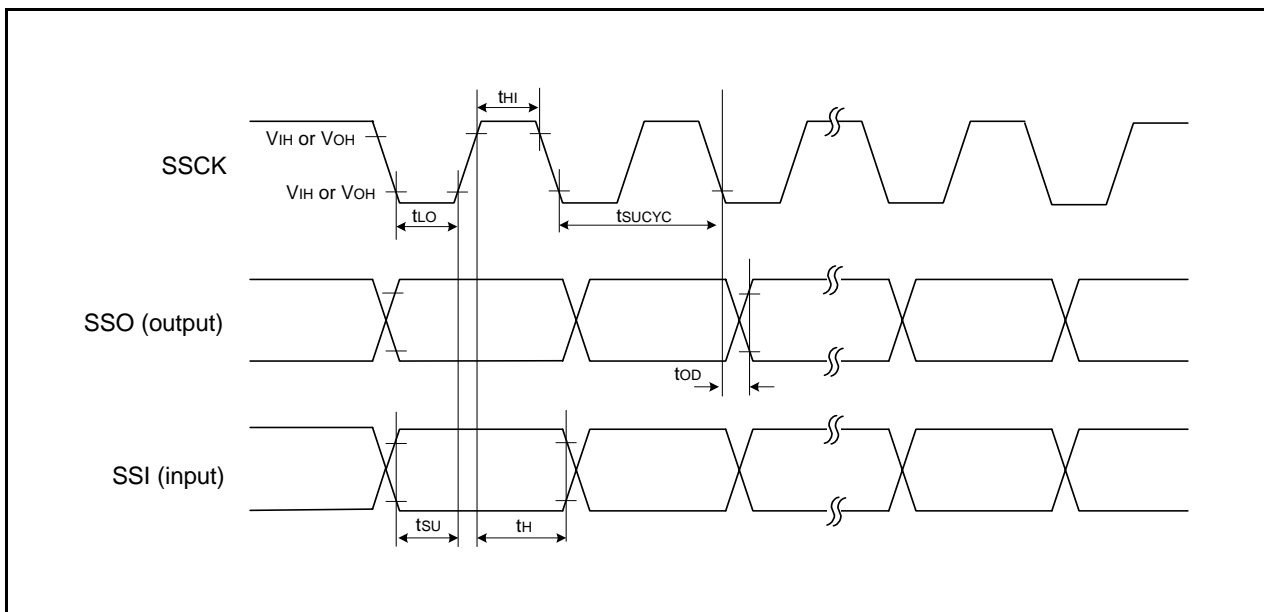 tHI
VIH or VOH
SSCK
VIH or VOH
tLO
tSUCYC
SSO (output)
tOD
SSI (input)
tSU
tH